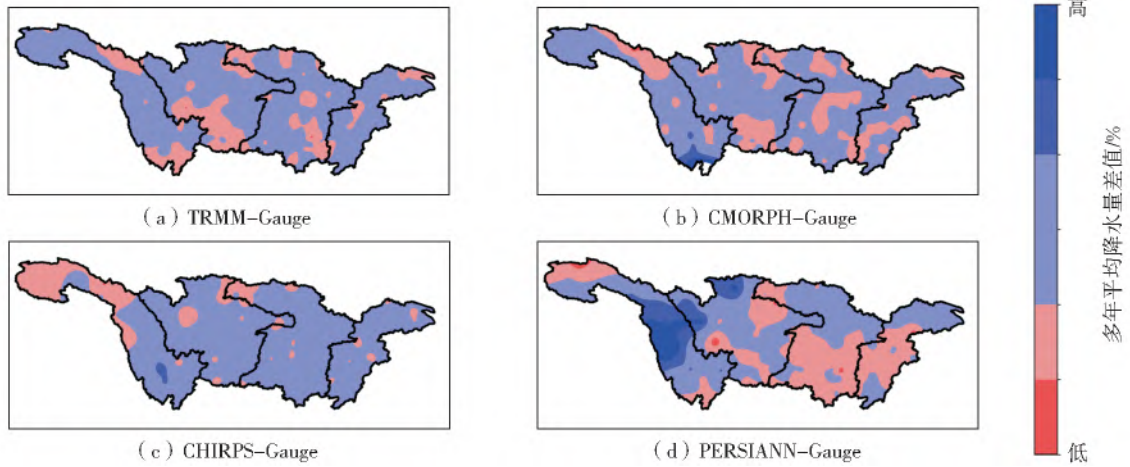 (a) TRMM-Gauge
(b) CMORPH-Gauge
(c) CHIRPS-Gauge
(d) PERSIANN-Gauge
高
多年平均降水量差值/%
低